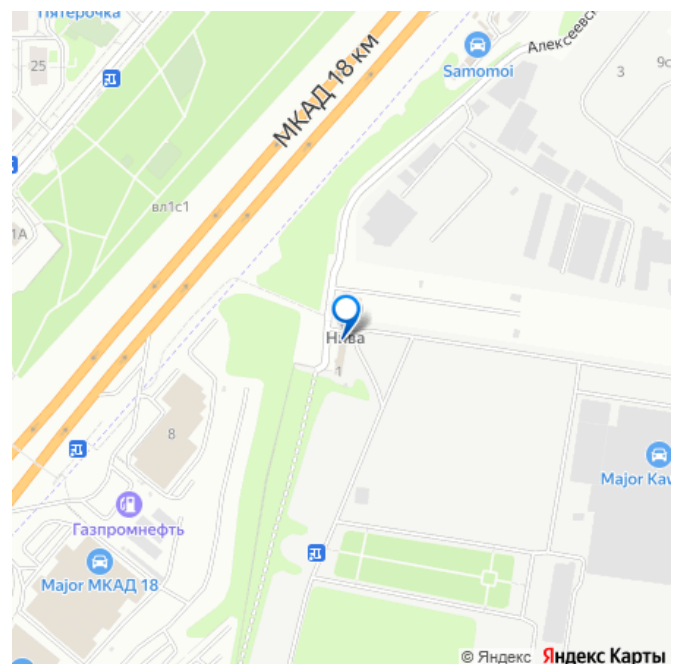 Пятерочка
25
МКАД 18 км
Samomoi
Алексеевс
3
9с
вл1с1
1А
Нива
1
8
Major Kaw
Газпромнефть
Major МКАД 18
© Яндекс Яндекс Карты